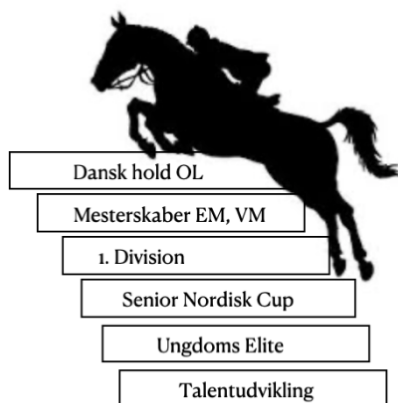 Dansk hold OL
Mesterskaber EM, VM
1. Division
Senior Nordisk Cup
Ungdoms Elite
Talentudvikling